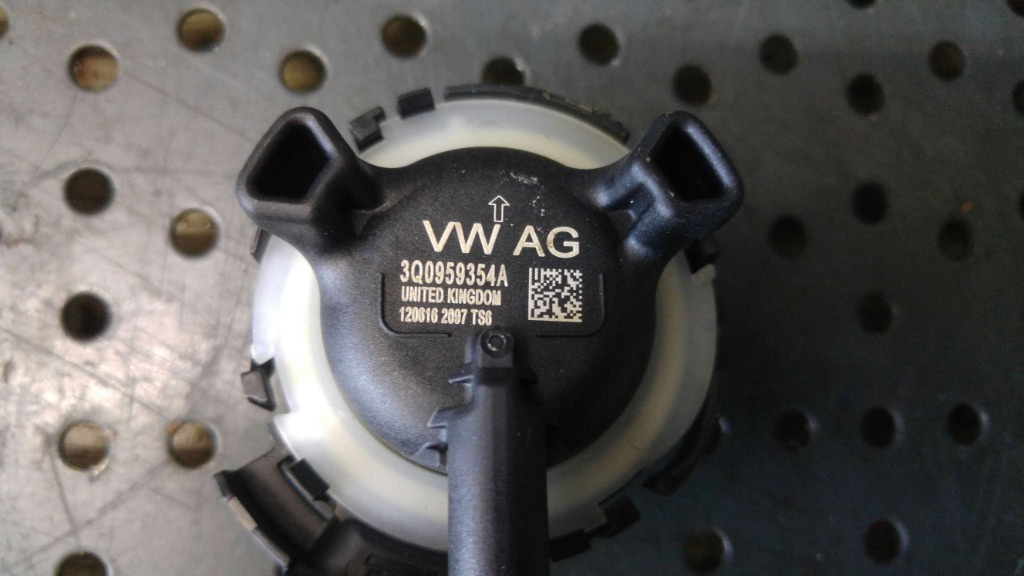 VW AG
3Q0959354A
UNITED KINGDOM
120616 2097 TS6